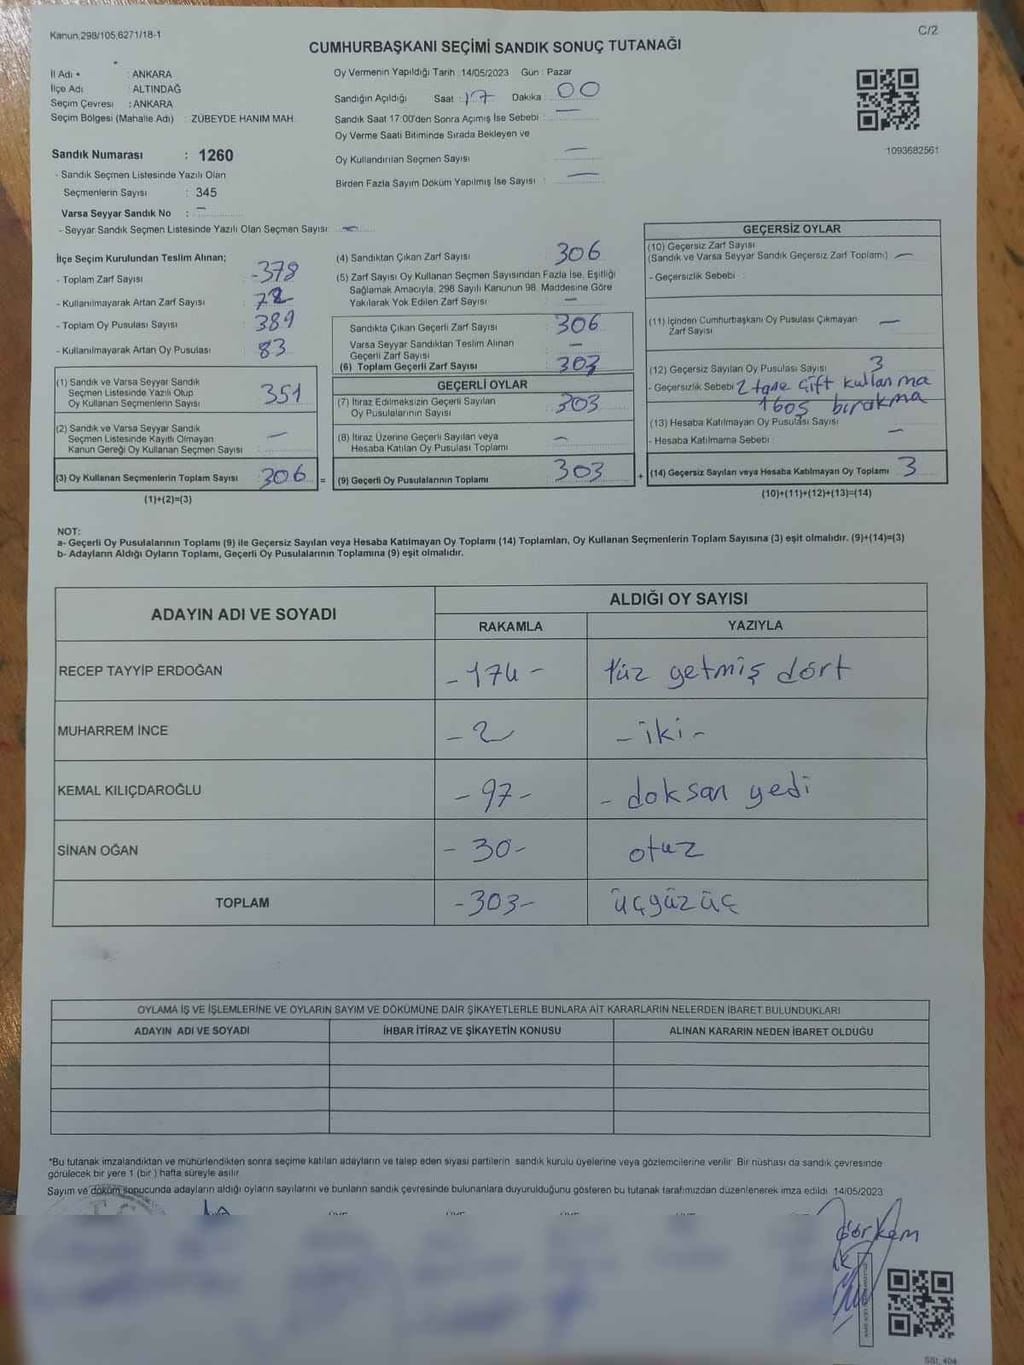 Kanun,298/105,6271/18-1
C/2
CUMHURBAŞKANI SEÇİMİ SANDIK SONUÇ TUTANAĞI
İl Adı : ANKARA
İlçe Adı : ALTINDAĞ
Seçim Çevresi : ANKARA
Seçim Bölgesi (Mahalle Adı) : ZÜBEYDE HANIM MAH.
Sandık Numarası : 1260
- Sandık Seçmen Listesinde Yazılı Olan
Seçmenlerin Sayısı : 345
Varsa Seyyar Sandık No : –
- Seyyar Sandık Seçmen Listesinde Yazılı Olan Seçmen Sayısı –
Oy Vermenin Yapıldığı Tarih :14/05/2023 Gün : Pazar
Sandığın Açıldığı Saat : 17 Dakika : 00
Sandık Saat 17:00'den Sonra Açımış İse Sebebi : —
Oy Verme Saati Bitiminde Sırada Bekleyen ve
Oy Kullandırılan Seçmen Sayısı —
Birden Fazla Sayım Döküm Yapılmış İse Sayısı : —
1093682561
İlçe Seçim Kurulundan Teslim Alınan;
- Toplam Zarf Sayısı 378
- Kullanılmayarak Artan Zarf Sayısı 72
- Toplam Oy Pusulası Sayısı 389
- Kullanılmayarak Artan Oy Pusulası 83
(1) Sandık ve Varsa Seyyar Sandık
Seçmen Listesinde Yazılı Olup
Oy Kullanan Seçmenlerin Sayısı 351
(2) Sandık ve Varsa Seyyar Sandık
Seçmen Listesinde Kayıtlı Olmayan
Kanun Gereği Oy Kullanan Seçmen Sayısı —
(3) Oy Kullanan Seçmenlerin Toplam Sayısı 306 =
(1)+(2)=(3)
(4) Sandıktan Çıkan Zarf Sayısı 306
(5) Zarf Sayısı Oy Kullanan Seçmen Sayısından Fazla İse, Eşitliği
Sağlamak Amacıyla, 298 Sayılı Kanunun 98. Maddesine Göre
Yakılarak Yok Edilen Zarf Sayısı —
Sandıkta Çıkan Geçerli Zarf Sayısı 306
Varsa Seyyar Sandıktan Teslim Alınan
Geçerli Zarf Sayısı —
(6) Toplam Geçerli Zarf Sayısı 303
GEÇERLİ OYLAR
(7) İtiraz Edilmeksizin Geçerli Sayılan
Oy Pusulalarının Sayısı 303
(8) İtiraz Üzerine Geçerli Sayılan veya
Hesaba Katılan Oy Pusulası Toplamı –
(9) Geçerli Oy Pusulalarının Toplamı 303 +
GEÇERSİZ OYLAR
(10) Geçersiz Zarf Sayısı
(Sandık ve Varsa Seyyar Sandık Geçersiz Zarf Toplamı) —
- Geçersizlik Sebebi :
(11) İçinden Cumhurbaşkanı Oy Pusulası Çıkmayan
Zarf Sayısı —
(12) Geçersiz Sayılan Oy Pusulası Sayısı 3
- Geçersizlik Sebebi 2 tane çift kullanma
1 boş bırakma
(13) Hesaba Katılmayan Oy Pusulası Sayısı —
- Hesaba Katılmama Sebebi
(14) Geçersiz Sayılan veya Hesaba Katılmayan Oy Toplamı 3
(10)+(11)+(12)+(13)=(14)
NOT:
a- Geçerli Oy Pusulalarının Toplamı (9) ile Geçersiz Sayılan veya Hesaba Katılmayan Oy Toplamı (14) Toplamları, Oy Kullanan Seçmenlerin Toplam Sayısına (3) eşit olmalıdır. (9)+(14)=(3)
b- Adayların Aldığı Oyların Toplamı, Geçerli Oy Pusulalarının Toplamına (9) eşit olmalıdır.
ADAYIN ADI VE SOYADI
ALDIĞI OY SAYISI
RAKAMLA YAZIYLA
RECEP TAYYİP ERDOĞAN -174- Yüz yetmiş dört
MUHARREM İNCE -2 -iki-
KEMAL KILIÇDAROĞLU -97- - doksan yedi
SİNAN OĞAN -30- otuz
TOPLAM -303- üçyüzüç
OYLAMA İŞ VE İŞLEMLERİNE VE OYLARIN SAYIM VE DÖKÜMÜNE DAİR ŞİKAYETLERLE BUNLARA AİT KARARLARIN NELERDEN İBARET BULUNDUKLARI
ADAYIN ADI VE SOYADI İHBAR İTİRAZ VE ŞİKAYETİN KONUSU ALINAN KARARIN NEDEN İBARET OLDUĞU
*Bu tutanak imzalandıktan ve mühürlendikten sonra seçime katılan adayların ve talep eden siyasi partilerin sandık kurulu üyelerine veya gözlemcilerine verilir. Bir nüshası da sandık çevresinde
görülecek bir yere 1 (bir ) hafta süreyle asılır.
Sayım ve döküm sonucunda adayların aldığı oyların sayılarını ve bunların sandık çevresinde bulunanlara duyurulduğunu gösteren bu tutanak tarafımızdan düzenlenerek imza edildi. 14/05/2023
Görkem